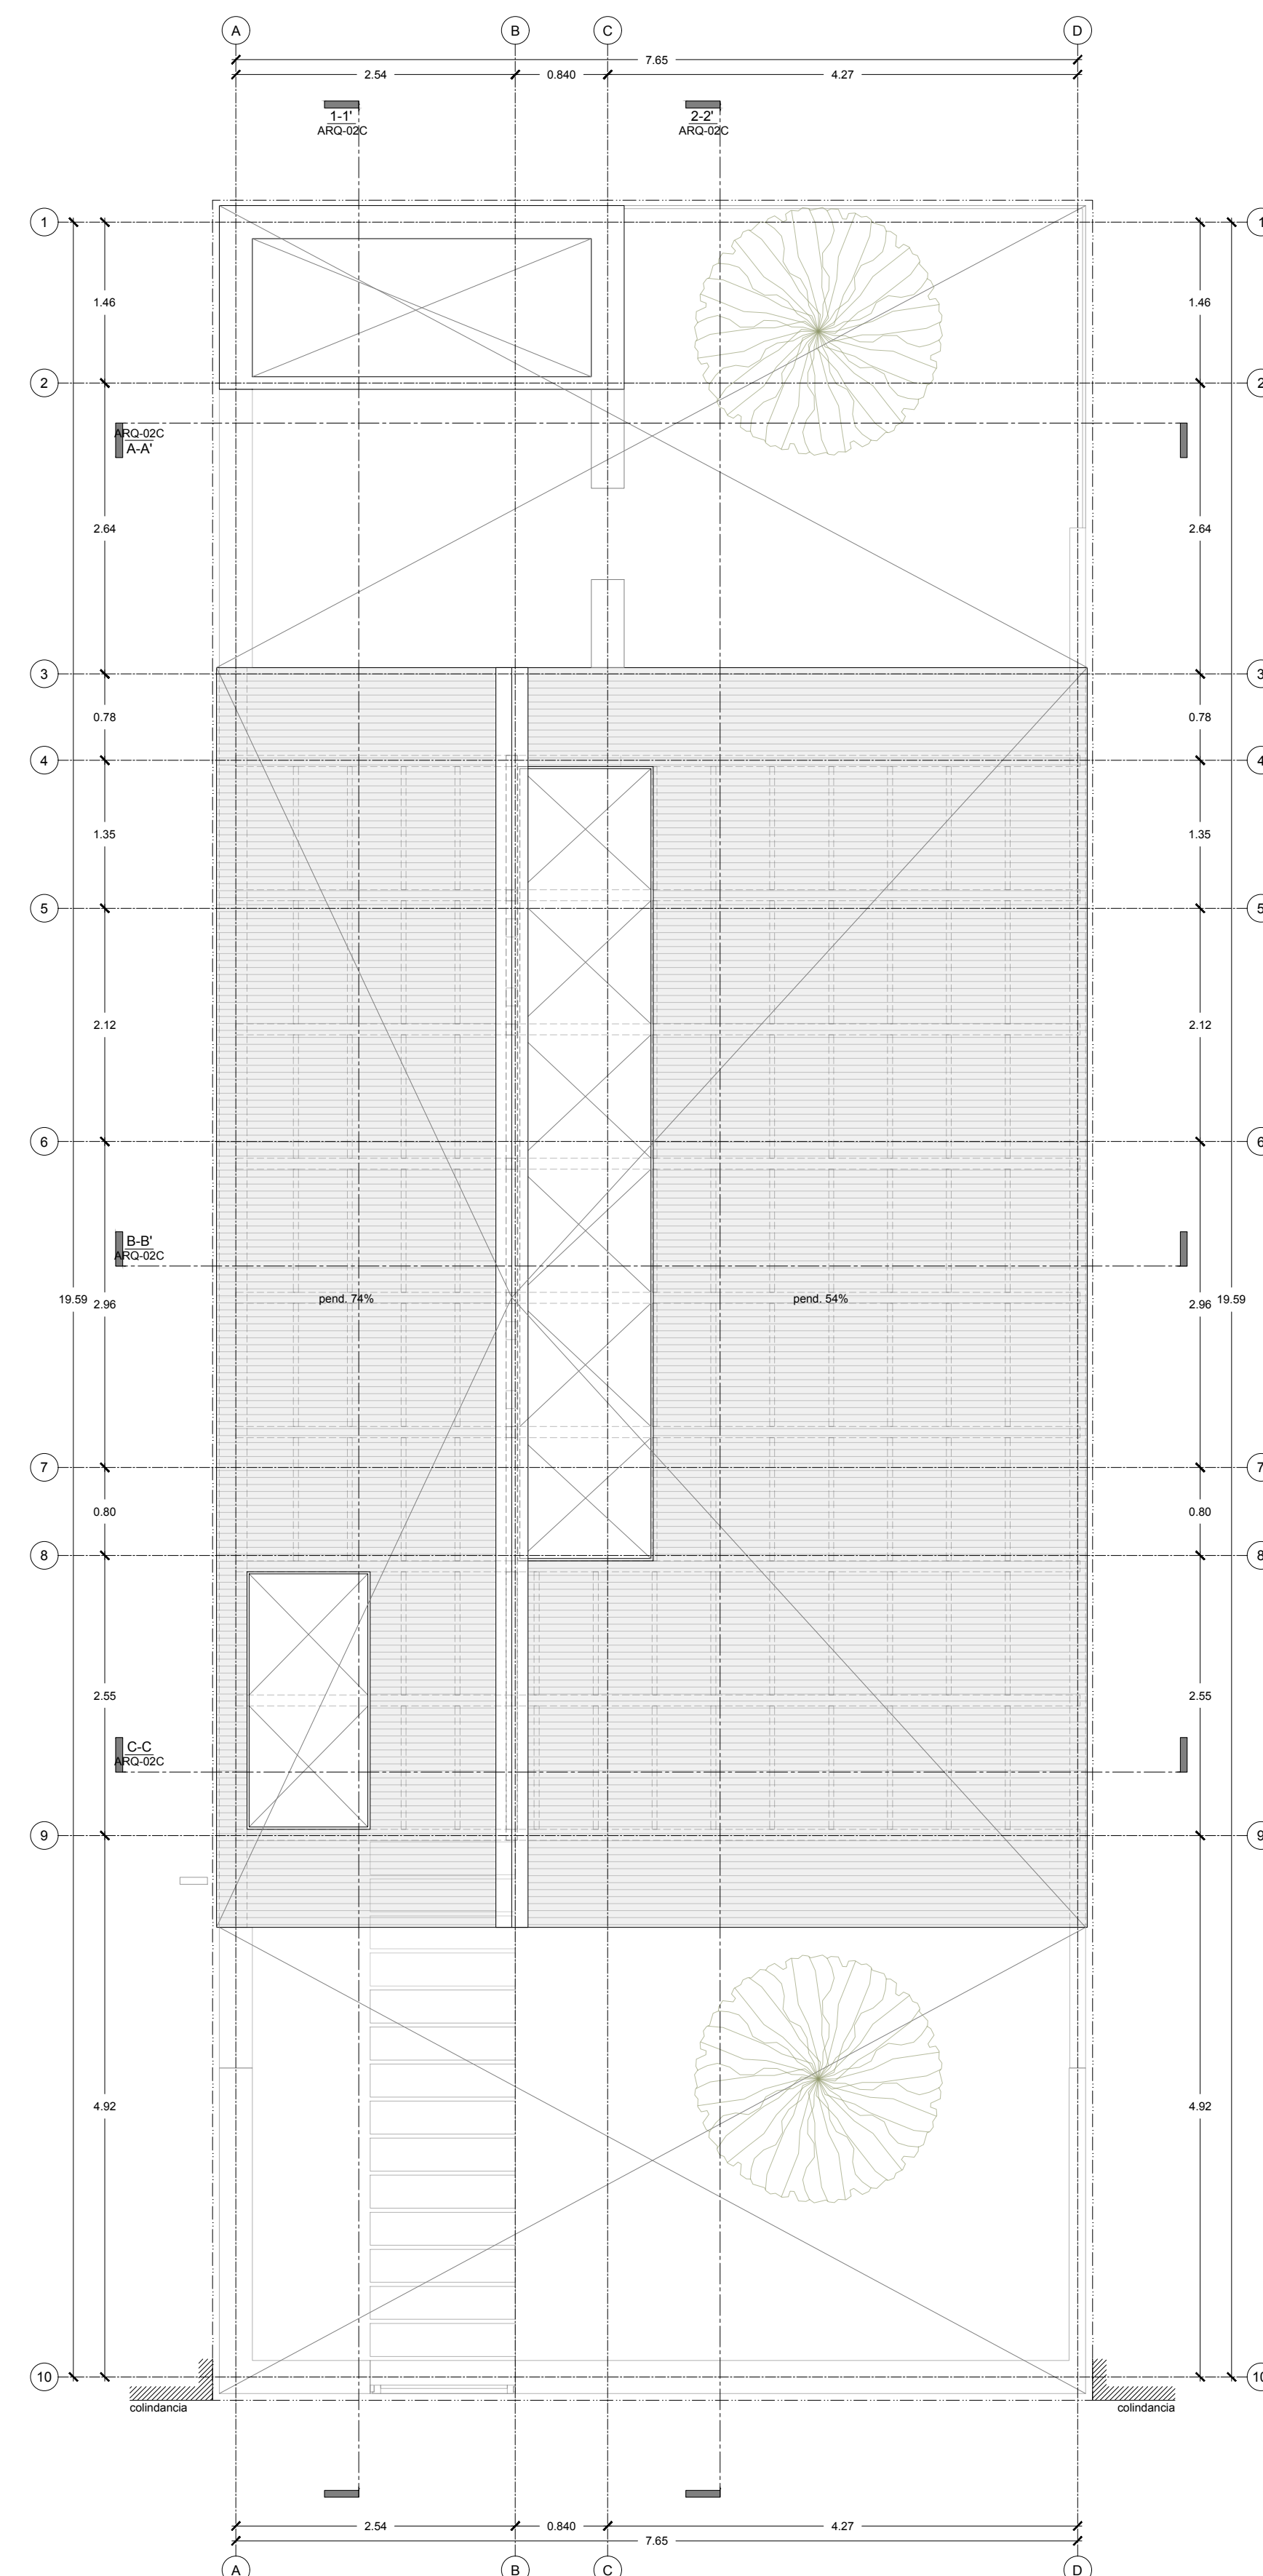 A B C D
7.65
2.54 0.840 4.27
1-1' 2-2'
ARQ-02C ARQ-02C
1 1
1.46 1.46
2 2
ARQ-02C
A-A'
2.64 2.64
3 3
0.78 0.78
4 4
1.35 1.35
5 5
2.12 2.12
6 6
B-B'
ARQ-02C
19.59 2.96 pend. 74% pend. 54% 2.96 19.59
7 7
0.80 0.80
8 8
2.55 2.55
C-C
ARQ-02C
9 9
4.92 4.92
10 10
colindancia colindancia
2.54 0.840 4.27
7.65
A B C D